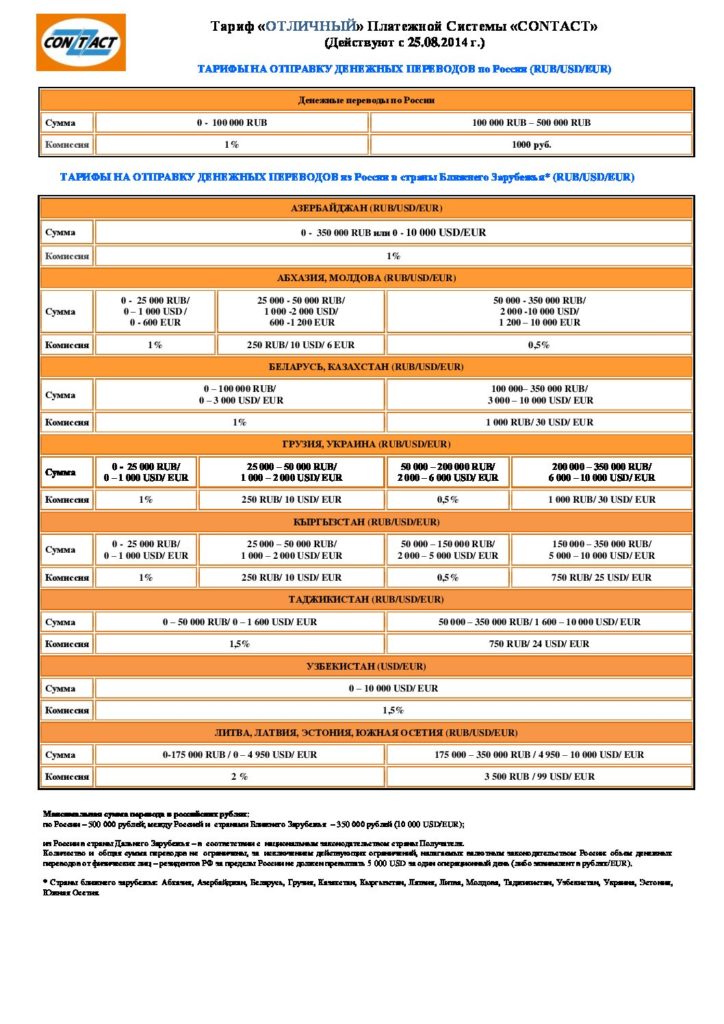 CONTACT
Тариф «ОТЛИЧНЫЙ» Платежной Системы «CONTACT»
(Действуют с 25.08.2014 г.)
ТАРИФЫ НА ОТПРАВКУ ДЕНЕЖНЫХ ПЕРЕВОДОВ по России (RUB/USD/EUR)
Денежные переводы по России
Сумма 0 - 100 000 RUB 100 000 RUB – 500 000 RUB
Комиссия 1% 1000 руб.
ТАРИФЫ НА ОТПРАВКУ ДЕНЕЖНЫХ ПЕРЕВОДОВ из России в страны Ближнего Зарубежья* (RUB/USD/EUR)
АЗЕРБАЙДЖАН (RUB/USD/EUR)
Сумма 0 - 350 000 RUB или 0 - 10 000 USD/EUR
Комиссия 1%
АБХАЗИЯ, МОЛДОВА (RUB/USD/EUR)
Сумма
0 - 25 000 RUB/
0 – 1 000 USD /
0 - 600 EUR
25 000 - 50 000 RUB/
1 000 -2 000 USD/
600 -1 200 EUR
50 000 - 350 000 RUB/
2 000 -10 000 USD/
1 200 – 10 000 EUR
Комиссия 1% 250 RUB/ 10 USD/ 6 EUR 0,5%
БЕЛАРУСЬ, КАЗАХСТАН (RUB/USD/EUR)
Сумма
0 – 100 000 RUB/
0 – 3 000 USD/ EUR
100 000– 350 000 RUB/
3 000 – 10 000 USD/ EUR
Комиссия 1% 1 000 RUB/ 30 USD/ EUR
ГРУЗИЯ, УКРАИНА (RUB/USD/EUR)
Сумма
0 - 25 000 RUB/
0 – 1 000 USD/ EUR
25 000 – 50 000 RUB/
1 000 – 2 000 USD/ EUR
50 000 – 200 000 RUB/
2 000 – 6 000 USD/ EUR
200 000 – 350 000 RUB/
6 000 – 10 000 USD/ EUR
Комиссия 1% 250 RUB/ 10 USD/ EUR 0,5% 1 000 RUB/ 30 USD/ EUR
КЫРГЫЗСТАН (RUB/USD/EUR)
Сумма
0 - 25 000 RUB/
0 – 1 000 USD/ EUR
25 000 – 50 000 RUB/
1 000 – 2 000 USD/ EUR
50 000 – 150 000 RUB/
2 000 – 5 000 USD/ EUR
150 000 – 350 000 RUB/
5 000 – 10 000 USD/ EUR
Комиссия 1% 250 RUB/ 10 USD/ EUR 0,5% 750 RUB/ 25 USD/ EUR
ТАДЖИКИСТАН (RUB/USD/EUR)
Сумма 0 – 50 000 RUB/ 0 – 1 600 USD/ EUR 50 000 – 350 000 RUB/ 1 600 – 10 000 USD/ EUR
Комиссия 1,5% 750 RUB/ 24 USD/ EUR
УЗБЕКИСТАН (USD/EUR)
Сумма 0 – 10 000 USD/ EUR
Комиссия 1,5%
ЛИТВА, ЛАТВИЯ, ЭСТОНИЯ, ЮЖНАЯ ОСЕТИЯ (RUB/USD/EUR)
Сумма 0-175 000 RUB / 0 – 4 950 USD/ EUR 175 000 – 350 000 RUB / 4 950 – 10 000 USD/ EUR
Комиссия 2 % 3 500 RUB / 99 USD/ EUR
Максимальная сумма перевода в российских рублях:
по России – 500 000 рублей; между Россией и странами Ближнего Зарубежья – 350 000 рублей (10 000 USD/EUR);
из России в страны Дальнего Зарубежья – в соответствии с национальным законодательством страны Получателя.
Количество и общая сумма переводов не ограничены, за исключением действующих ограничений, налагаемых валютным законодательством России: объем денежных
переводов от физических лиц – резидентов РФ за пределы России не должен превышать 5 000 USD за один операционный день (либо эквивалент в рублях/EUR).
* Страны ближнего зарубежья: Абхазия, Азербайджан, Беларусь, Грузия, Казахстан, Кыргызстан, Латвия, Литва, Молдова, Таджикистан, Узбекистан, Украина, Эстония,
Южная Осетия